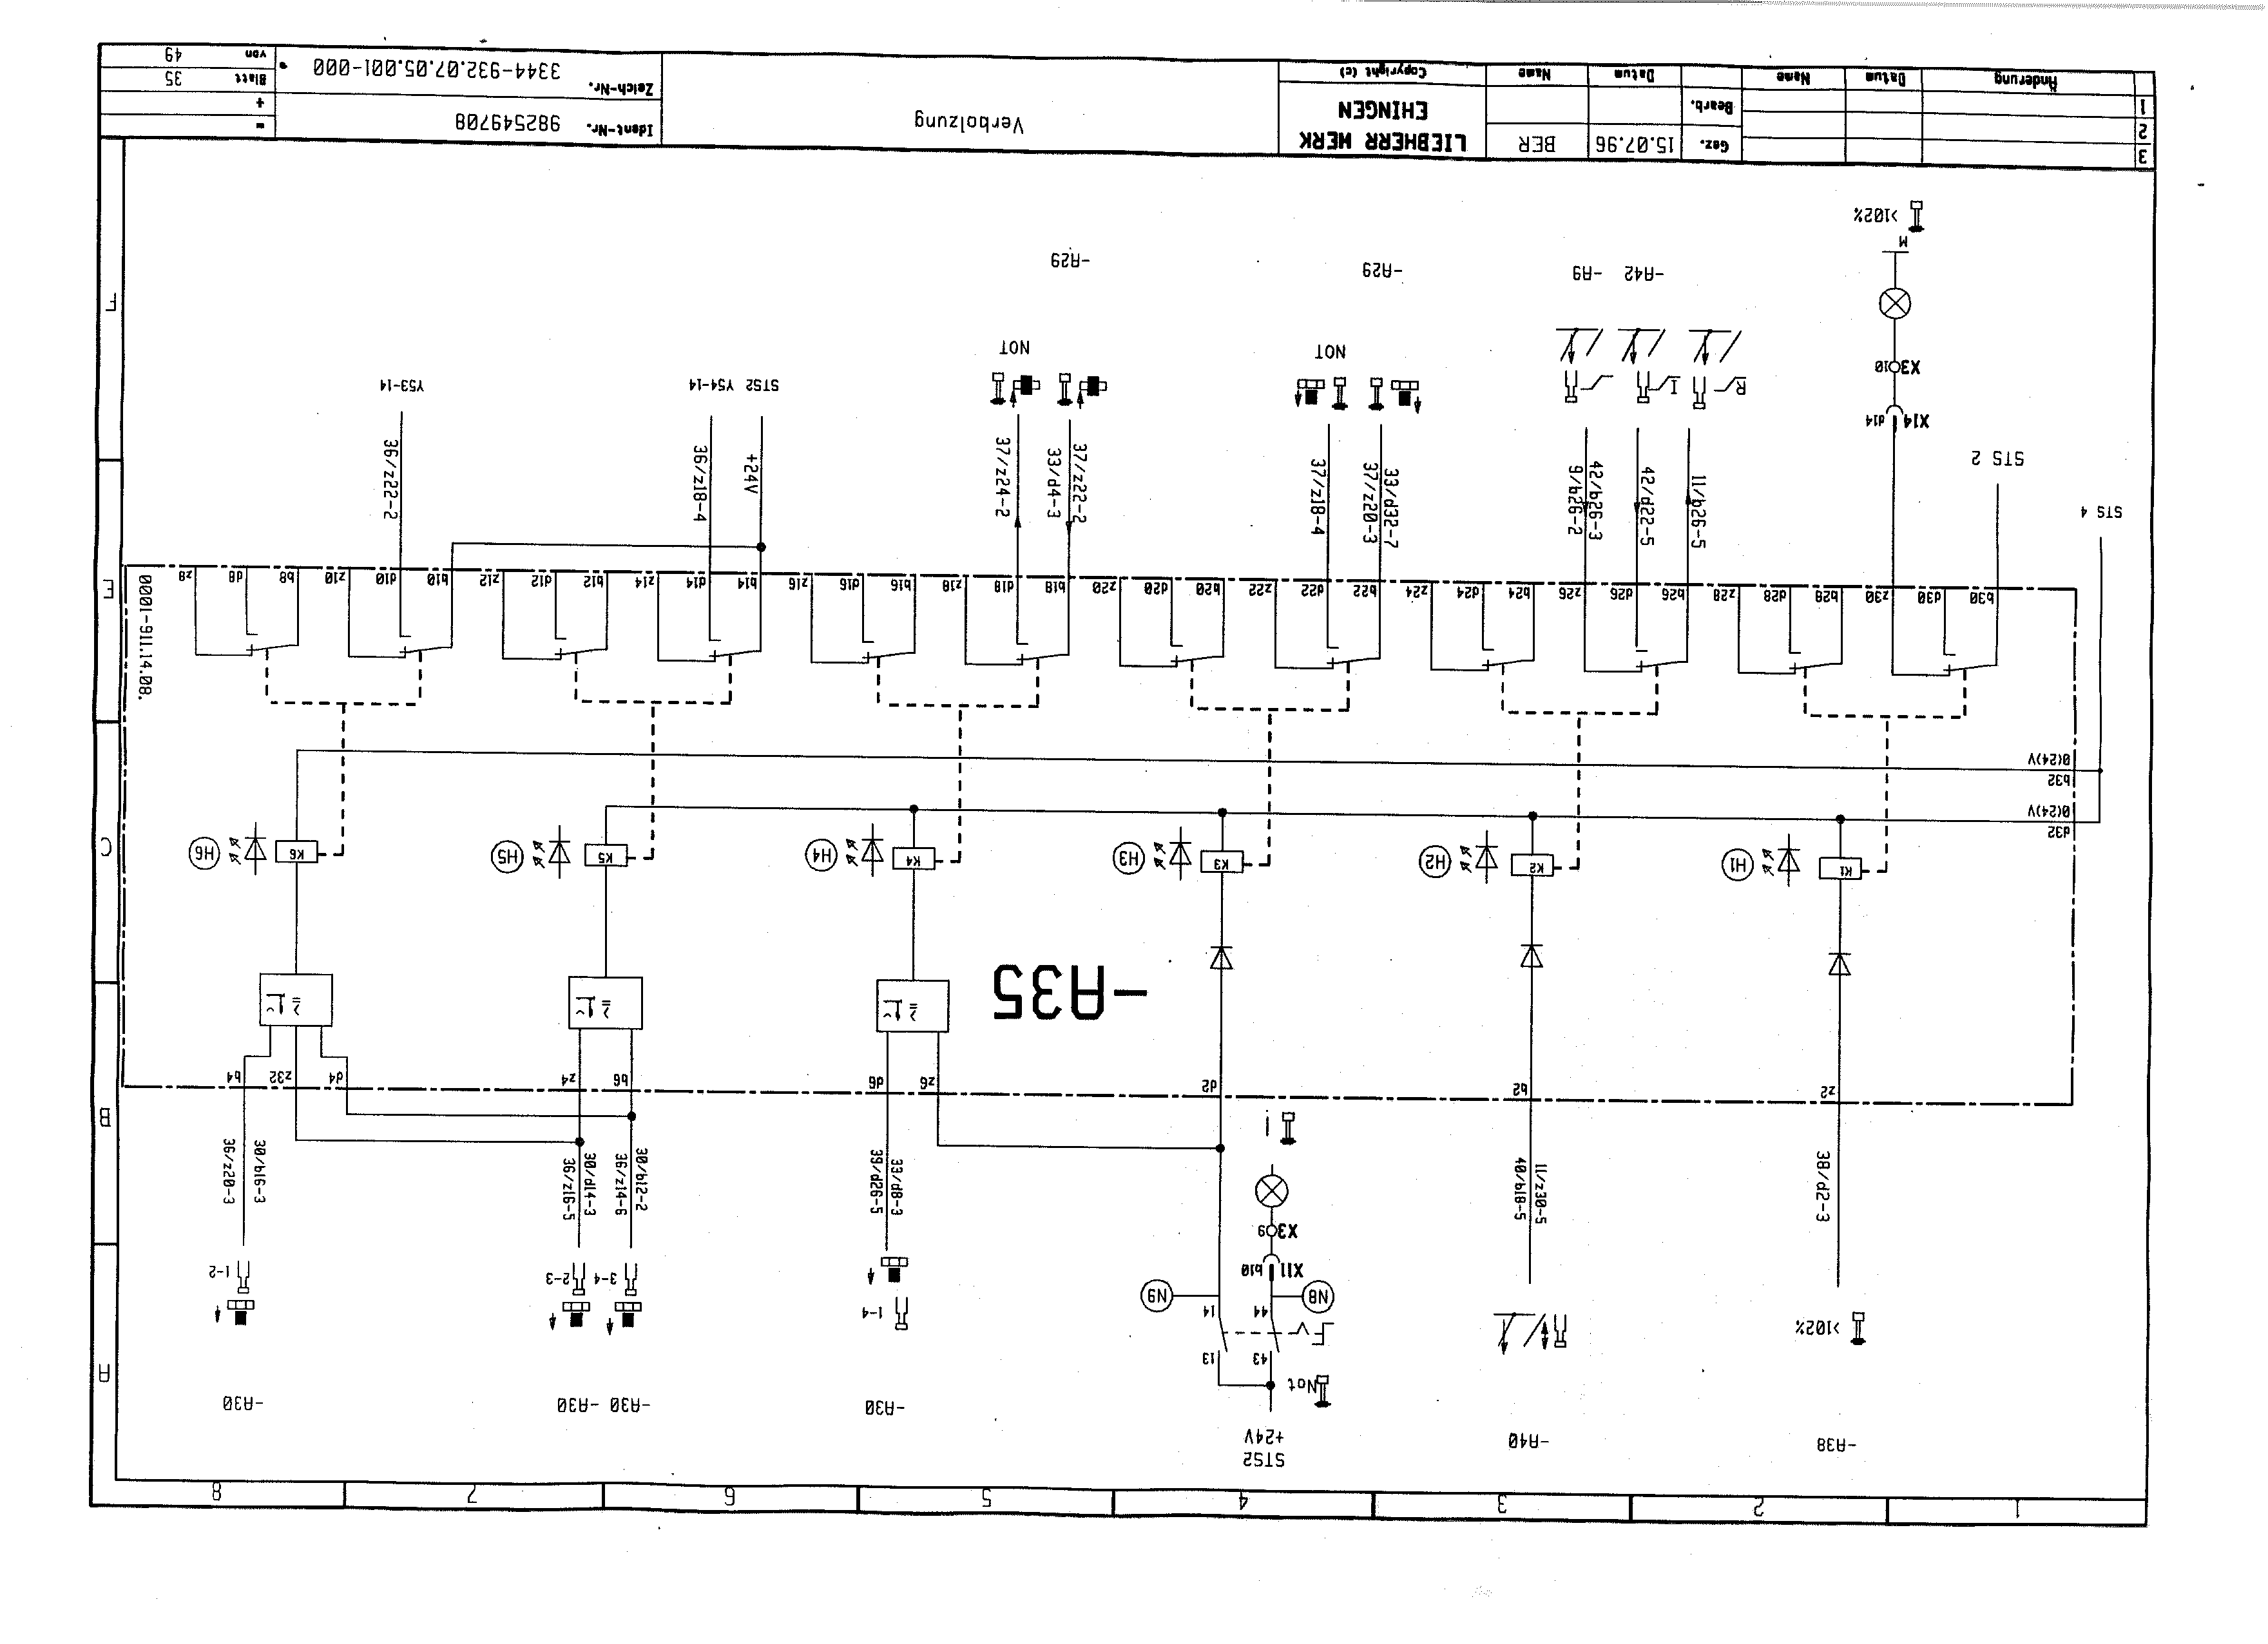 1 2 3 4 5 6 7 8
STS2
+24V
-A38
-A40
-A30
-A30 -A30
-A30
A
Not
>102%
13 43
14 44
N8
N9
1-4
2-3 3-4
1-2
X11 b10
X3 9
i
38/d2-3
11/z30-5
40/b18-5
33/d8-3
39/d26-5
30/b12-2
36/z14-6
30/d14-3
36/z16-5
30/b16-3
36/z20-3
B
z2 b2 d2 z6 d6 b6 z4 d4 z32 b4
-A35
C
H1 K1
H2 K2
H3 K3
H4 K4
H5 K5
H6 K6
d32
0(24)V
b32
0(24)V
0001-911.14.08.
E
b30 d30 z30 b29 d28 z28 b26 d26 z26 b24 d24 z24 b22 d22 z22 b20 d20 z20 b18 d18 z18 b16 d16 z16 b14 d14 z14 b12 d12 z12 b10 d10 z10 b8 d8 z8
STS 4
STS 2
11/b26-5
42/d22-5
42/b26-3
9/b26-2
33/d32-7
37/z20-3
37/z18-4
37/z22-2
33/d4-3
37/z24-2
+24V
36/z18-4
36/z22-2
X14 d14
X3 10
R
I
NOT
NOT
STS2 Y54-14
Y53-14
F
M
>102%
-A42 -A9
-A29
-A29
3
2
1
Änderung
Datum
Name
Gez. 15.07.96 BER
Bearb.
Datum
Name
LIEBHERR WERK
EHINGEN
Copyright (c)
Verbolzung
Ident-Nr. 982549708
Zeich-Nr. 3344-932.07.05.001-000
=
+
Blatt 35
von 49